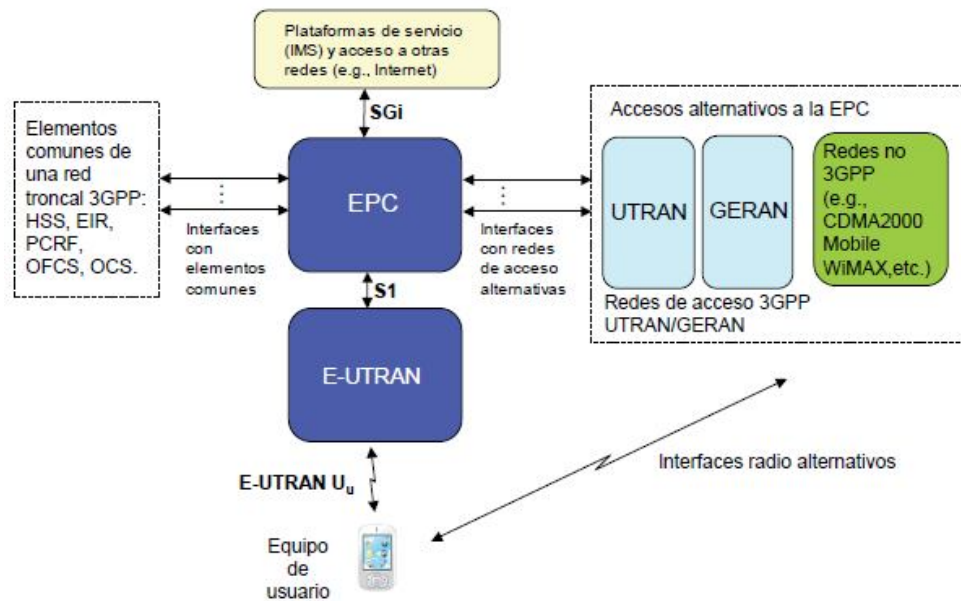 Plataformas de servicio
(IMS) y acceso a otras
redes (e.g., Internet)
SGi
Elementos
comunes de
una red
troncal 3GPP:
HSS, EIR,
PCRF,
OFCS, OCS.
Interfaces
con
elementos
comunes
EPC
Interfaces
con redes
de acceso
alternativas
Accesos alternativos a la EPC
UTRAN
GERAN
Redes no
3GPP
(e.g.,
CDMA2000
Mobile
WiMAX,etc.)
Redes de acceso 3GPP
UTRAN/GERAN
S1
E-UTRAN
E-UTRAN Uu
Interfaces radio alternativos
Equipo
de
usuario